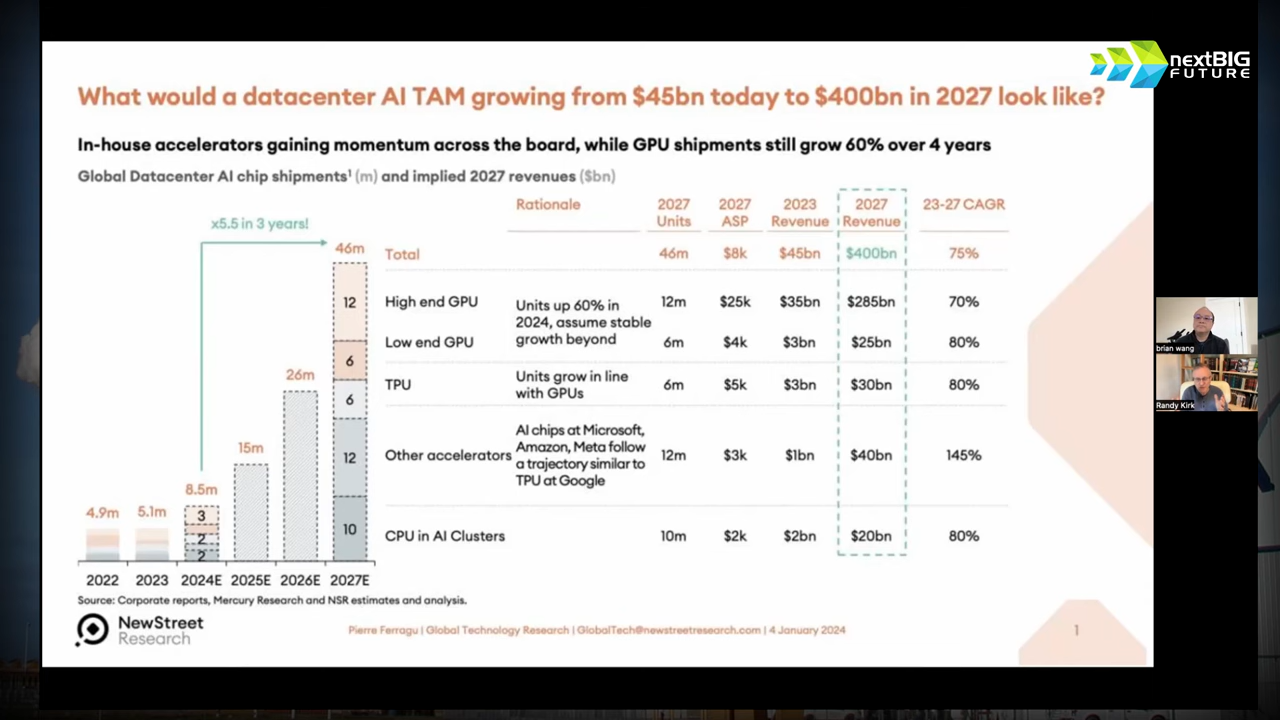 nextBIG
FUTURE
What would a datacenter AI TAM growing from $45bn today to $400bn in 2027 look like?
In-house accelerators gaining momentum across the board, while GPU shipments still grow 60% over 4 years
Global Datacenter AI chip shipments¹ (m) and implied 2027 revenues ($bn)
Rationale
2027 Units
2027 ASP
2023 Revenue
2027 Revenue
23-27 CAGR
x5.5 in 3 years!
46m
Total 46m $8k $45bn $400bn 75%
12
High end GPU
Units up 60% in
2024, assume stable
growth beyond
12m $25k $35bn $285bn 70%
Low end GPU 6m $4k $3bn $25bn 80%
6
26m
TPU
Units grow in line
with GPUs
6m $5k $3bn $30bn 80%
6
15m
Other accelerators
AI chips at Microsoft,
Amazon, Meta follow
a trajectory similar to
TPU at Google
12m $3k $1bn $40bn 145%
12
8.5m
4.9m 5.1m
3
2
2
10
CPU in AI Clusters 10m $2k $2bn $20bn 80%
2022 2023 2024E 2025E 2026E 2027E
Source: Corporate reports, Mercury Research and NSR estimates and analysis.
NewStreet
Research
Pierre Ferragu | Global Technology Research | GlobalTech@newstreetresearch.com | 4 January 2024
1
brian wang
Randy Kirk